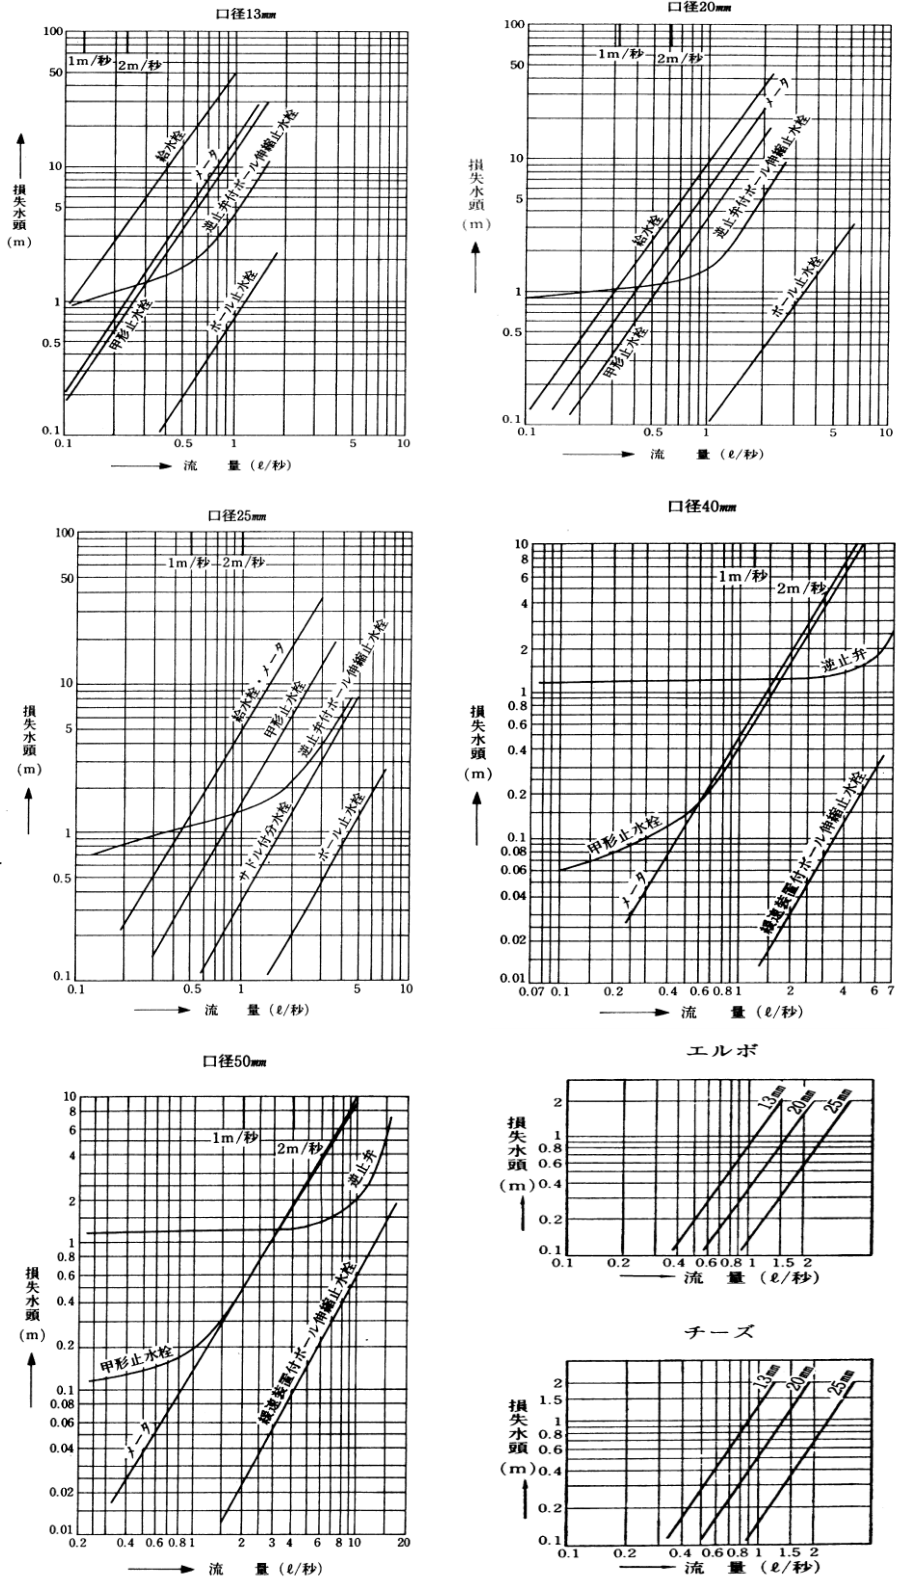 口径13mm
100
50
10
5
1
0.5
0.1
1m/秒
2m/秒
給水栓
メータ
逆止弁付ボール伸縮止水栓
甲形止水栓
ボール止水栓
損失水頭
(m)
0.1
0.5
1
5
10
流 量(ℓ/秒)
口径20mm
100
50
10
5
1
0.5
0.1
1m/秒
2m/秒
メータ
給水栓
逆止弁付ボール伸縮止水栓
甲形止水栓
ボール止水栓
損失水頭
(m)
0.1
0.5
1
5
10
流 量(ℓ/秒)
口径25mm
100
50
10
5
1
0.5
0.1
1m/秒
2m/秒
給水栓・メータ
甲形止水栓
逆止弁付ボール伸縮止水栓
サドル付分水栓
ボール止水栓
損失水頭
(m)
0.1
0.5
1
5
10
流 量(ℓ/秒)
口径40mm
10
8
6
4
2
1
0.8
0.6
0.4
0.2
0.1
0.08
0.06
0.04
0.02
0.01
1m/秒
2m/秒
逆止弁
甲形止水栓
メータ
緩速装置付ボール伸縮止水栓
損失水頭
(m)
0.07
0.1
0.2
0.4
0.6
0.8
1
2
4
6
7
流 量(ℓ/秒)
口径50mm
10
8
6
4
2
1
0.8
0.6
0.4
0.2
0.1
0.08
0.06
0.04
0.02
0.01
1m/秒
2m/秒
逆止弁
甲形止水栓
メータ
緩速装置付ボール伸縮止水栓
損失水頭
(m)
0.2
0.4
0.6
0.8
1
2
3
4
6
8
10
20
流 量(ℓ/秒)
エルボ
2
1
0.8
0.6
0.4
0.2
0.1
13mm
20mm
25mm
損失水頭
(m)
0.1
0.2
0.4
0.6
0.8
1
1.5
2
流 量(ℓ/秒)
チーズ
2
1.5
1
0.8
0.6
0.4
0.2
0.1
13mm
20mm
25mm
損失水頭
(m)
0.1
0.2
0.4
0.6
0.8
1
1.5
2
流 量(ℓ/秒)